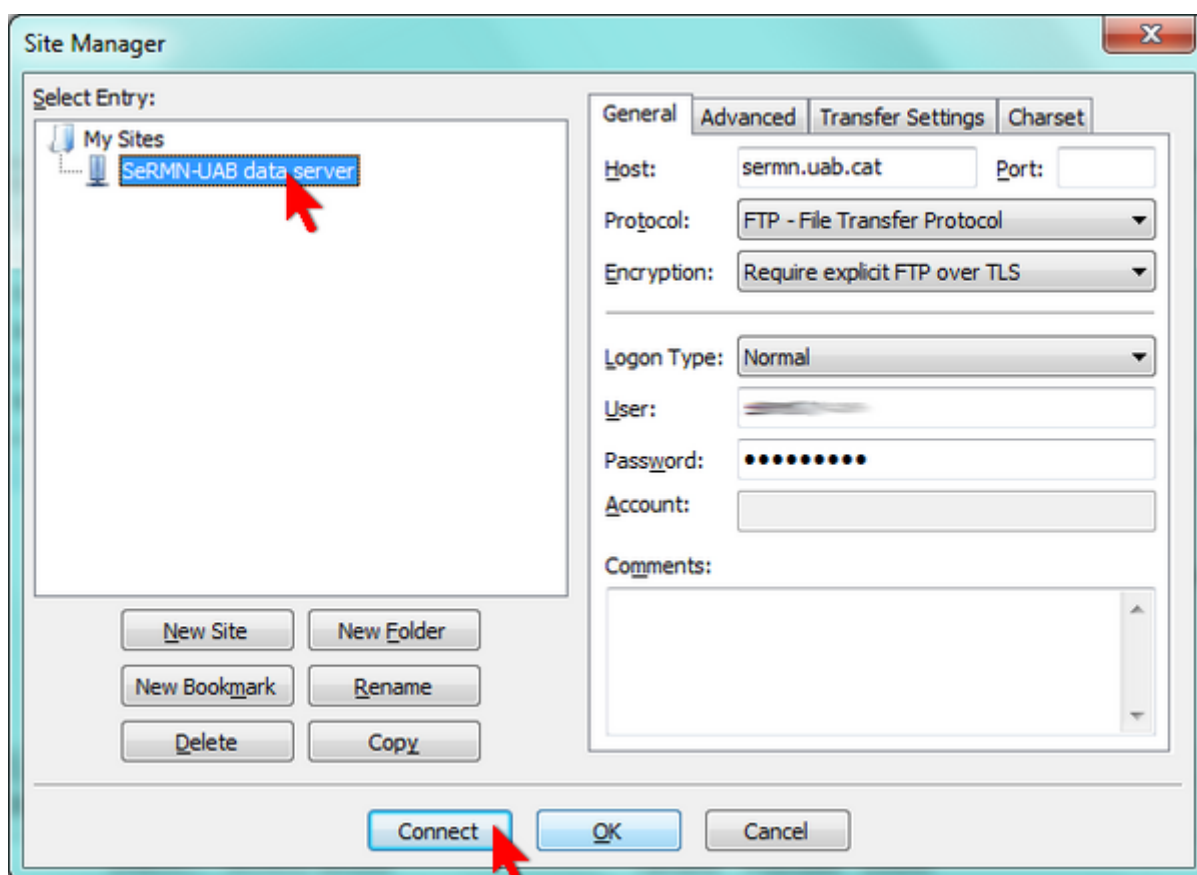 Site Manager
Select Entry:
My Sites
SeRMN-UAB data server
New Site
New Folder
New Bookmark
Rename
Delete
Copy
General
Advanced
Transfer Settings
Charset
Host:
sermn.uab.cat
Port:
Protocol:
FTP - File Transfer Protocol
Encryption:
Require explicit FTP over TLS
Logon Type:
Normal
User:
Password:
•••••••••
Account:
Comments:
Connect
OK
Cancel